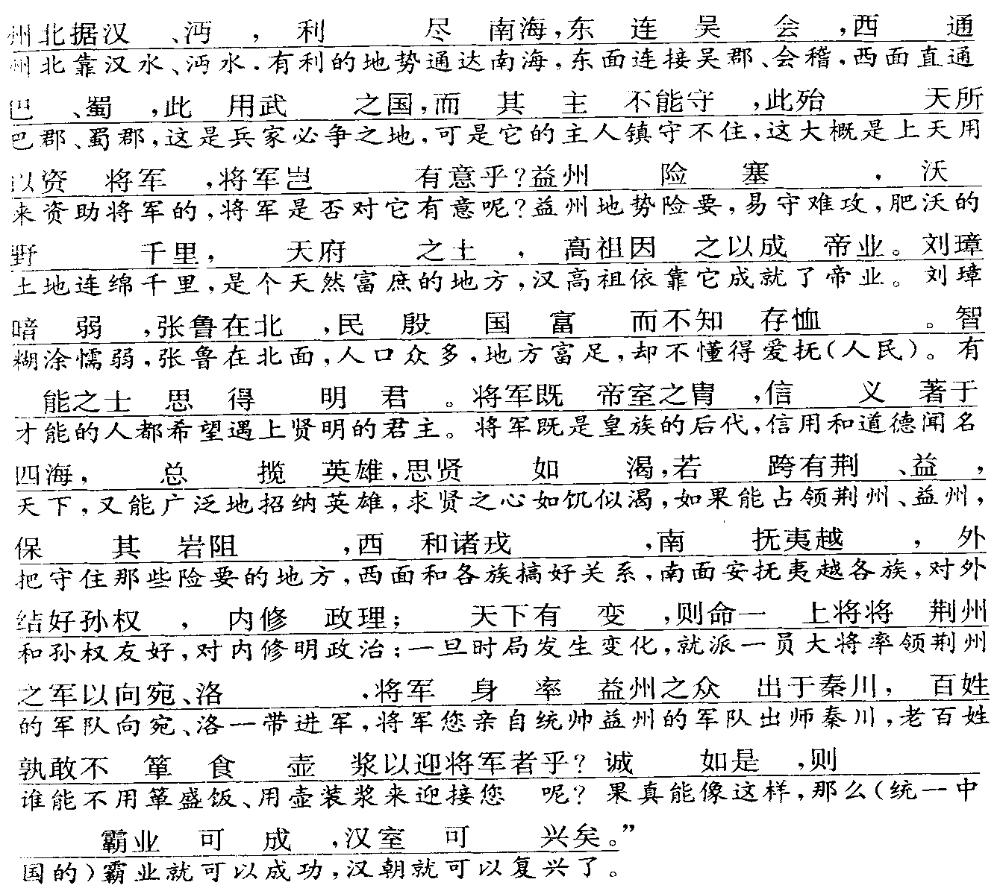 州北据汉、沔,利尽南海,东连吴会,西通
州北靠汉水、沔水.有利的地势通达南海,东面连接吴郡、会稽.西面直通
巴、蜀,此用武之国,而其主不能守,此殆天所
巴郡、蜀郡,这是兵家必争之地,可是它的主人镇守不住,这大概是上天用
以资将军,将军岂有意乎?益州险塞,沃
来资助将军的,将军是否对它有意呢?益州地势险要,易守难攻,肥沃的
野千里,天府之土,高祖因之以成帝业。刘璋
土地连绵千里,是个天然富庶的地方,汉高祖依靠它成就了帝业。刘璋
暗弱,张鲁在北,民殷国富而不知存恤。智
糊涂懦弱,张鲁在北面,人口众多,地方富足,却不懂得爱抚(人民)。有
能之士思得明君。将军既帝室之胄,信义著于
才能的人都希望遇上贤明的君主。将军既是皇族的后代,信用和道德闻名
四海,总揽英雄,思贤如渴,若跨有荆、益,
天下,又能广泛地招纳英雄,求贤之心如饥似渴,如果能占领荆州、益州,
保其岩阻,西和诸戎,南抚夷越,外
把守住那些险要的地方,西面和各族搞好关系,南面安抚夷越各族,对外
结好孙权,内修政理;天下有变,则命一上将将荆州
和孙权友好,对内修明政治;一旦时局发生变化,就派一员大将率领荆州
之军以向宛、洛,将军身率益州之众出于秦川,百姓
的军队向宛、洛一带进军,将军您亲自统帅益州的军队出师秦川,老百姓
孰敢不箪食壶浆以迎将军者乎?诚如是,则
谁能不用箪盛饭、用壶装浆来迎接您呢?果真能像这样,那么(统一中
霸业可成,汉室可兴矣。”
国的)霸业就可以成功,汉朝就可以复兴了。